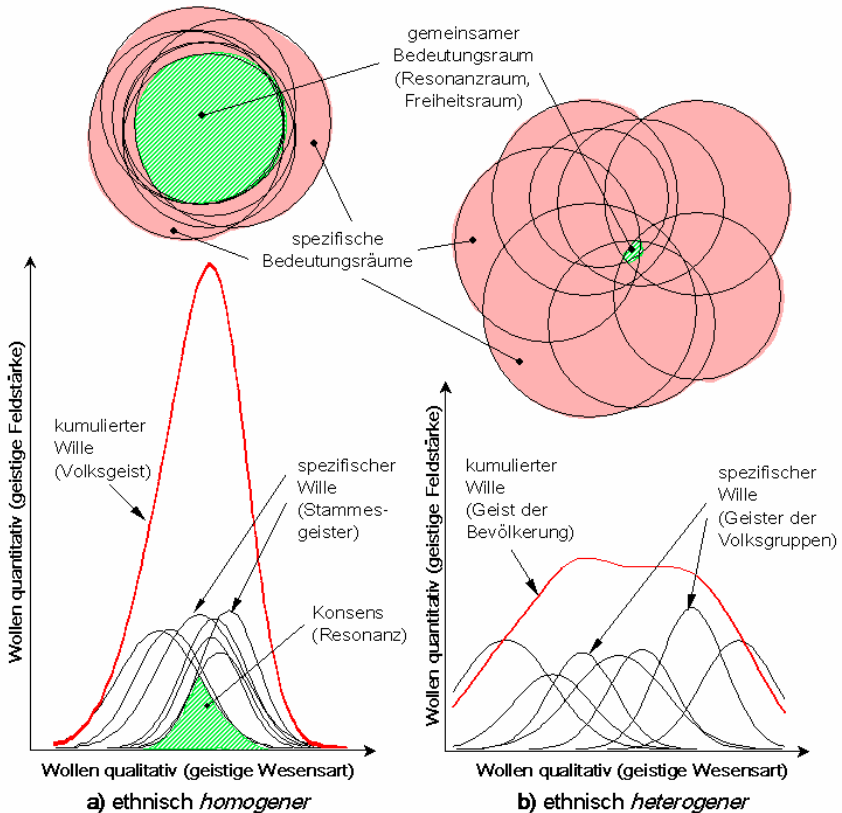 gemeinsamer
Bedeutungsraum
(Resonanzraum,
Freiheitsraum)
spezifische
Bedeutungsräume
Wollen quantitativ (geistige Feldstärke)
kumulierter
Wille
(Volksgeist)
spezifischer
Wille
(Stammes-
geister)
Konsens
(Resonanz)
Wollen qualitativ (geistige Wesensart)
a) ethnisch homogener
Wollen quantitativ (geistige Feldstärke)
kumulierter
Wille
(Geist der
Bevölkerung)
spezifischer
Wille
(Geister der
Volksgruppen)
Wollen qualitativ (geistige Wesensart)
b) ethnisch heterogener